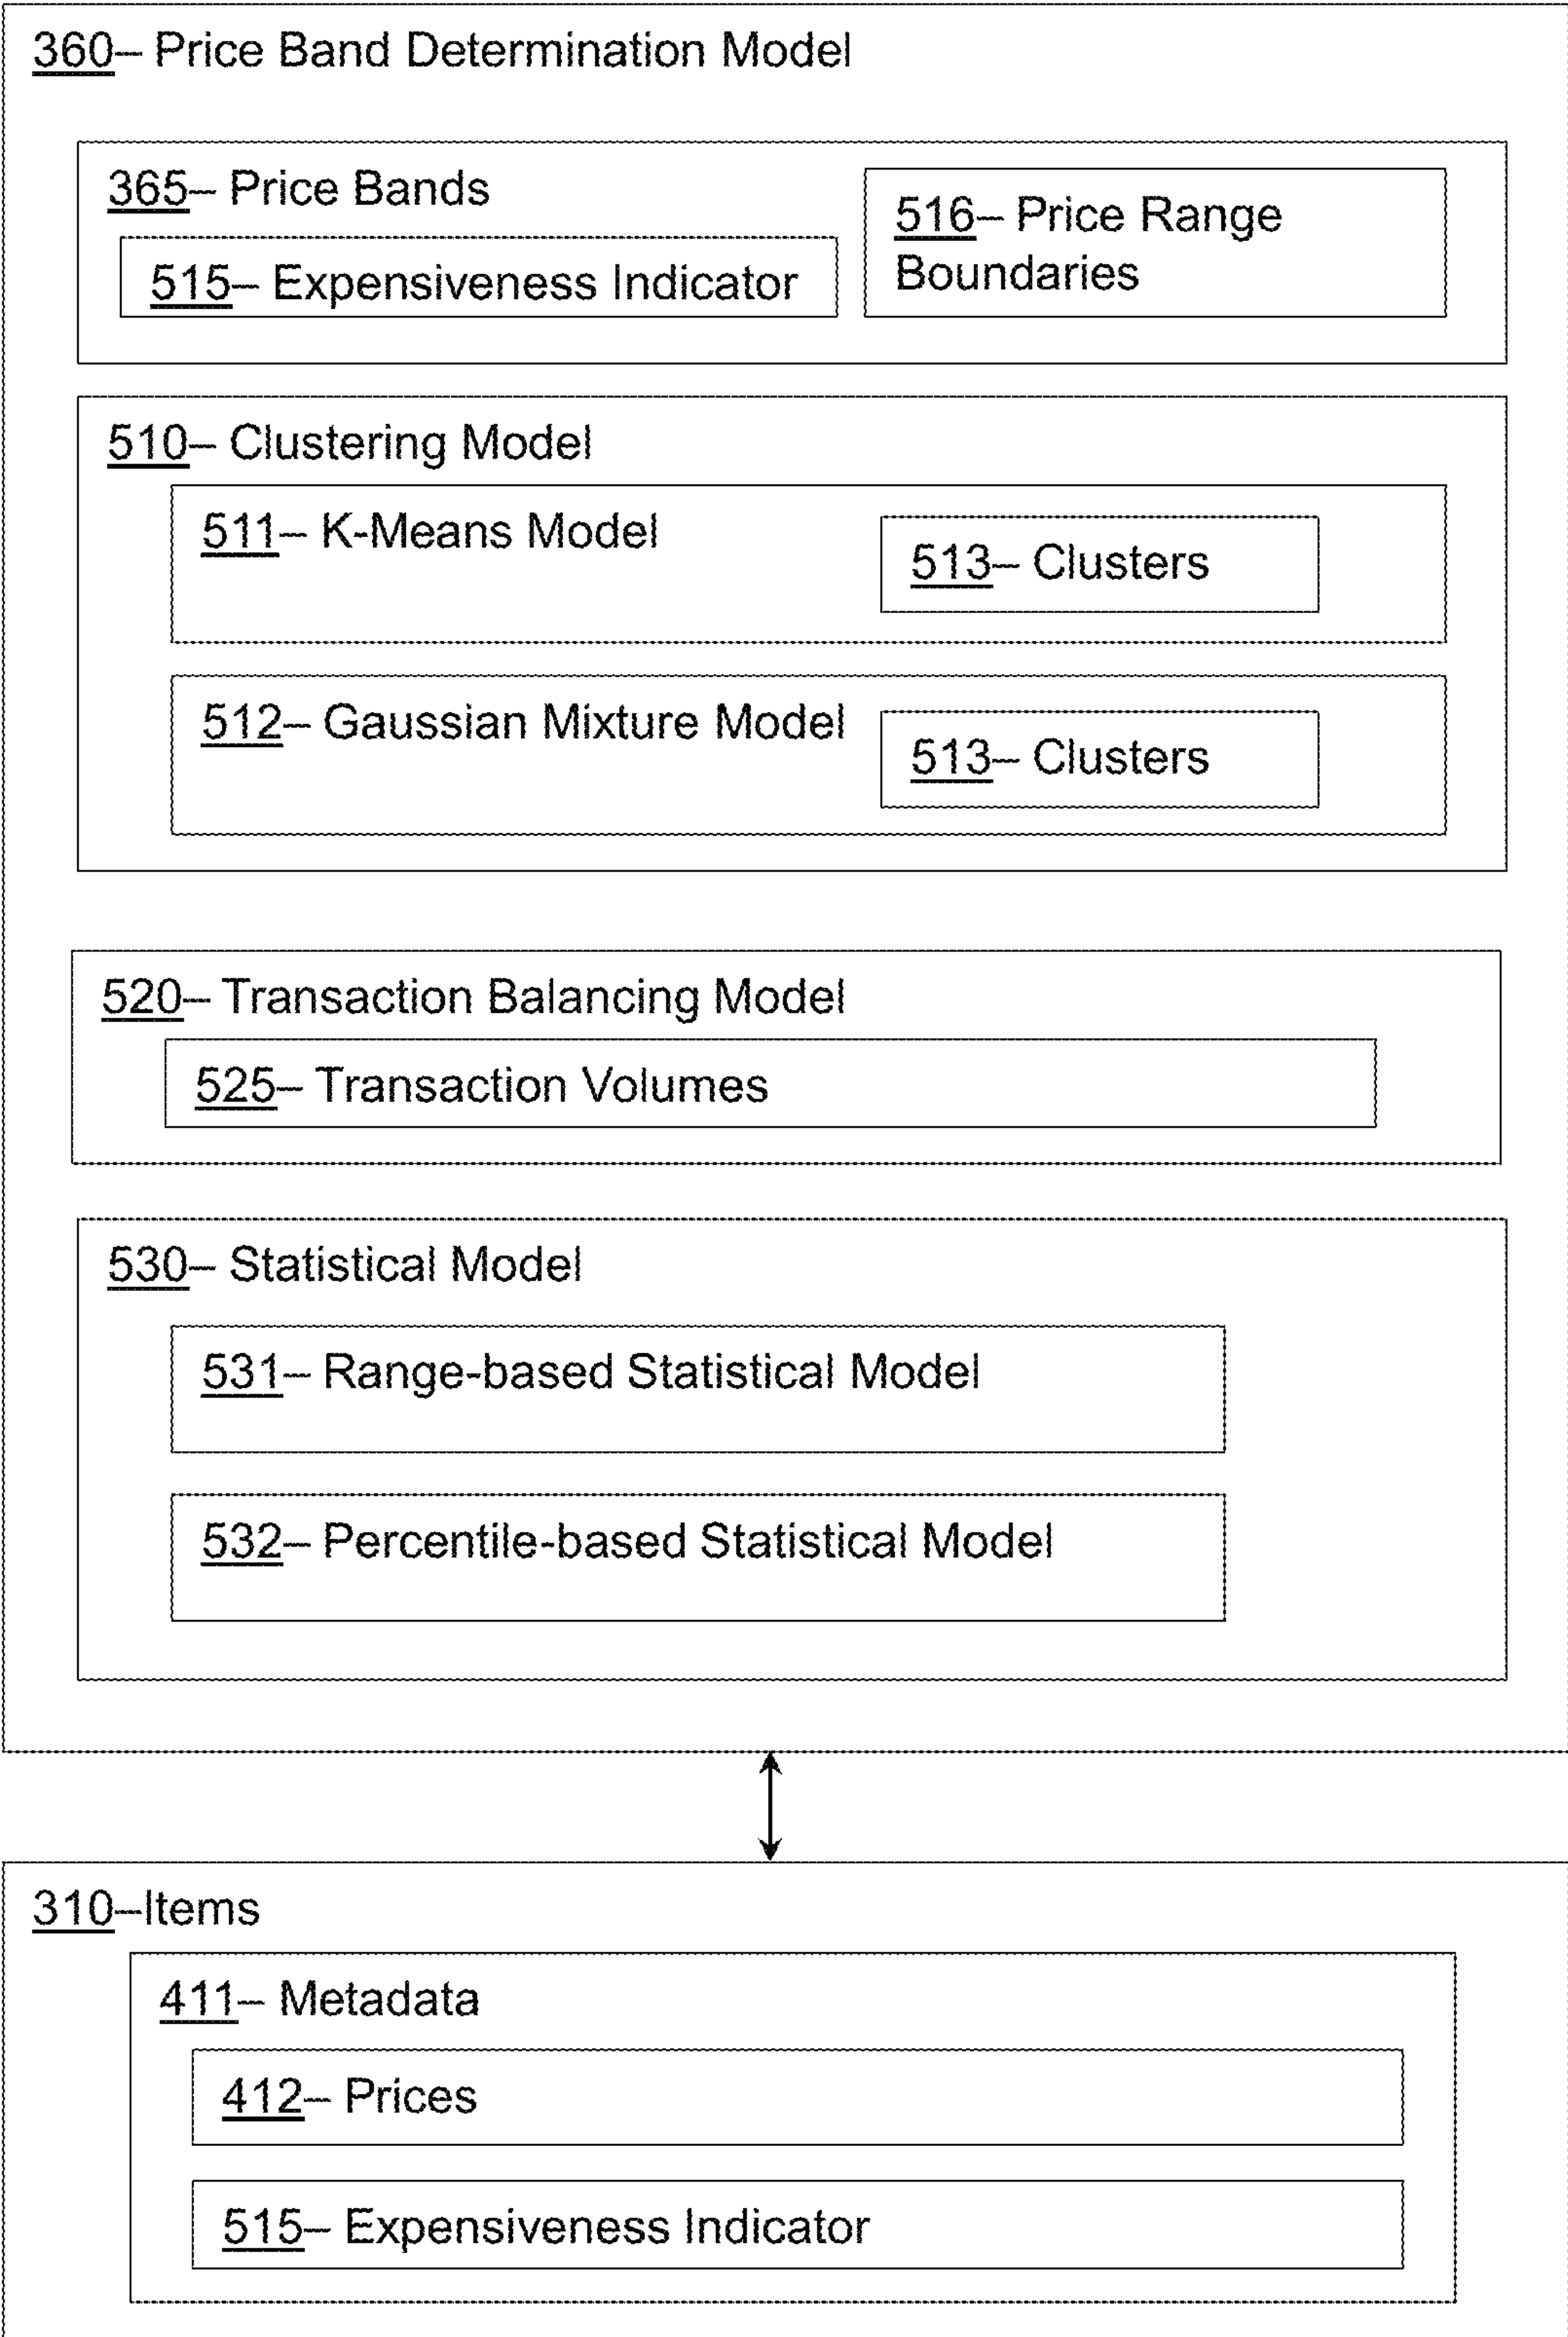 360– Price Band Determination Model
365– Price Bands
515– Expensiveness Indicator
516– Price Range
Boundaries
510– Clustering Model
511– K-Means Model
513– Clusters
512– Gaussian Mixture Model
513– Clusters
520– Transaction Balancing Model
525– Transaction Volumes
530– Statistical Model
531– Range-based Statistical Model
532– Percentile-based Statistical Model
310–Items
411– Metadata
412– Prices
515– Expensiveness Indicator